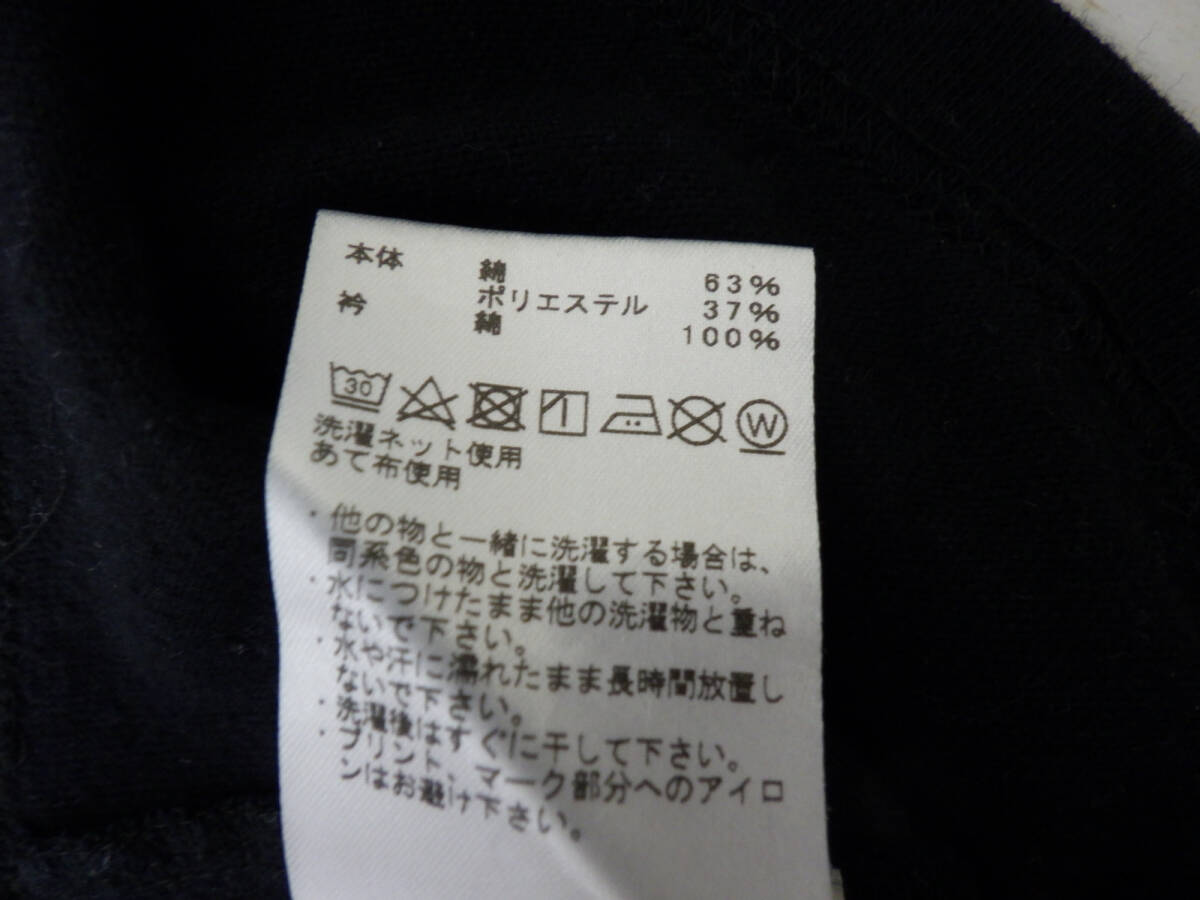 本体 綿 63%
ポリエステル 37%
衿 綿 100%
30 W
洗濯ネット使用
あて布使用
・他の物と一緒に洗濯する場合は、
同系色の物と洗濯して下さい。
・水につけたまま他の洗濯物と重ね
ないで下さい。
・水や汗に濡れたまま長時間放置し
ないで下さい。
・洗濯後はすぐに干して下さい。
・プリント、マーク部分へのアイロ
ンはお避け下さい。